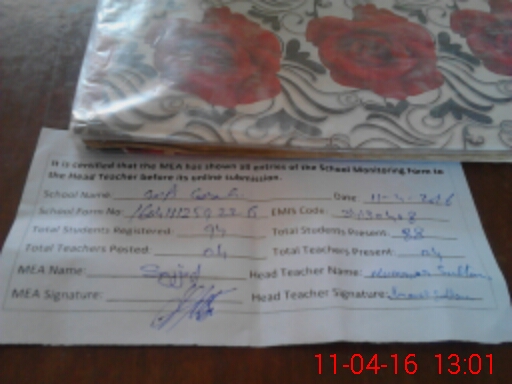 It is certified that the MEA has shown all entries of the School Monitoring Form to
the Head Teacher before its online submission.
School Name: Date: 11-4-2016
School Form No: EMIS Code:
Total Students Registered: 94 Total Students Present: 88
Total Teachers Posted: 04 Total Teachers Present: 04
MEA Name: Sajjad Head Teacher Name: Sultan
MEA Signature: Head Teacher Signature:
11-04-16 13:01